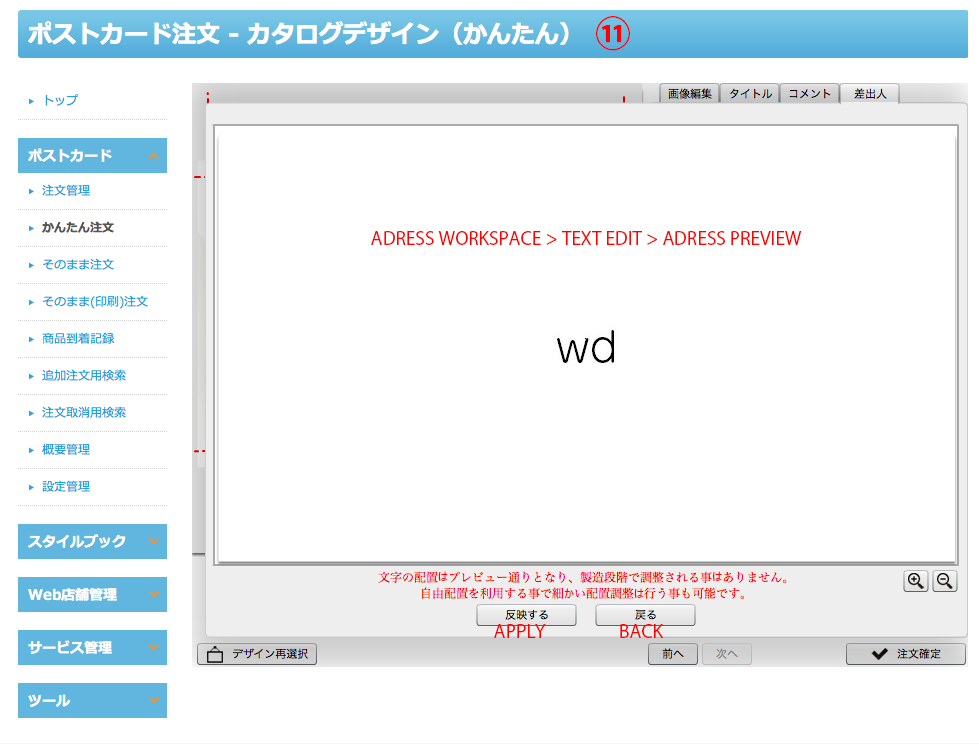 ポストカード注文 - カタログデザイン（かんたん） 11
トップ
ポストカード
注文管理
かんたん注文
そのまま注文
そのまま(印刷)注文
商品到着記録
追加注文用検索
注文取消用検索
概要管理
設定管理
スタイルブック
Web店舗管理
サービス管理
ツール
画像編集 タイトル コメント 差出人
ADRESS WORKSPACE > TEXT EDIT > ADRESS PREVIEW
wd
文字の配置はプレビュー通りとなり、製造段階で調整される事はありません。
自由配置を利用する事で細かい配置調整は行う事も可能です。
反映する 戻る
APPLY BACK
デザイン再選択 前へ 次へ 注文確定